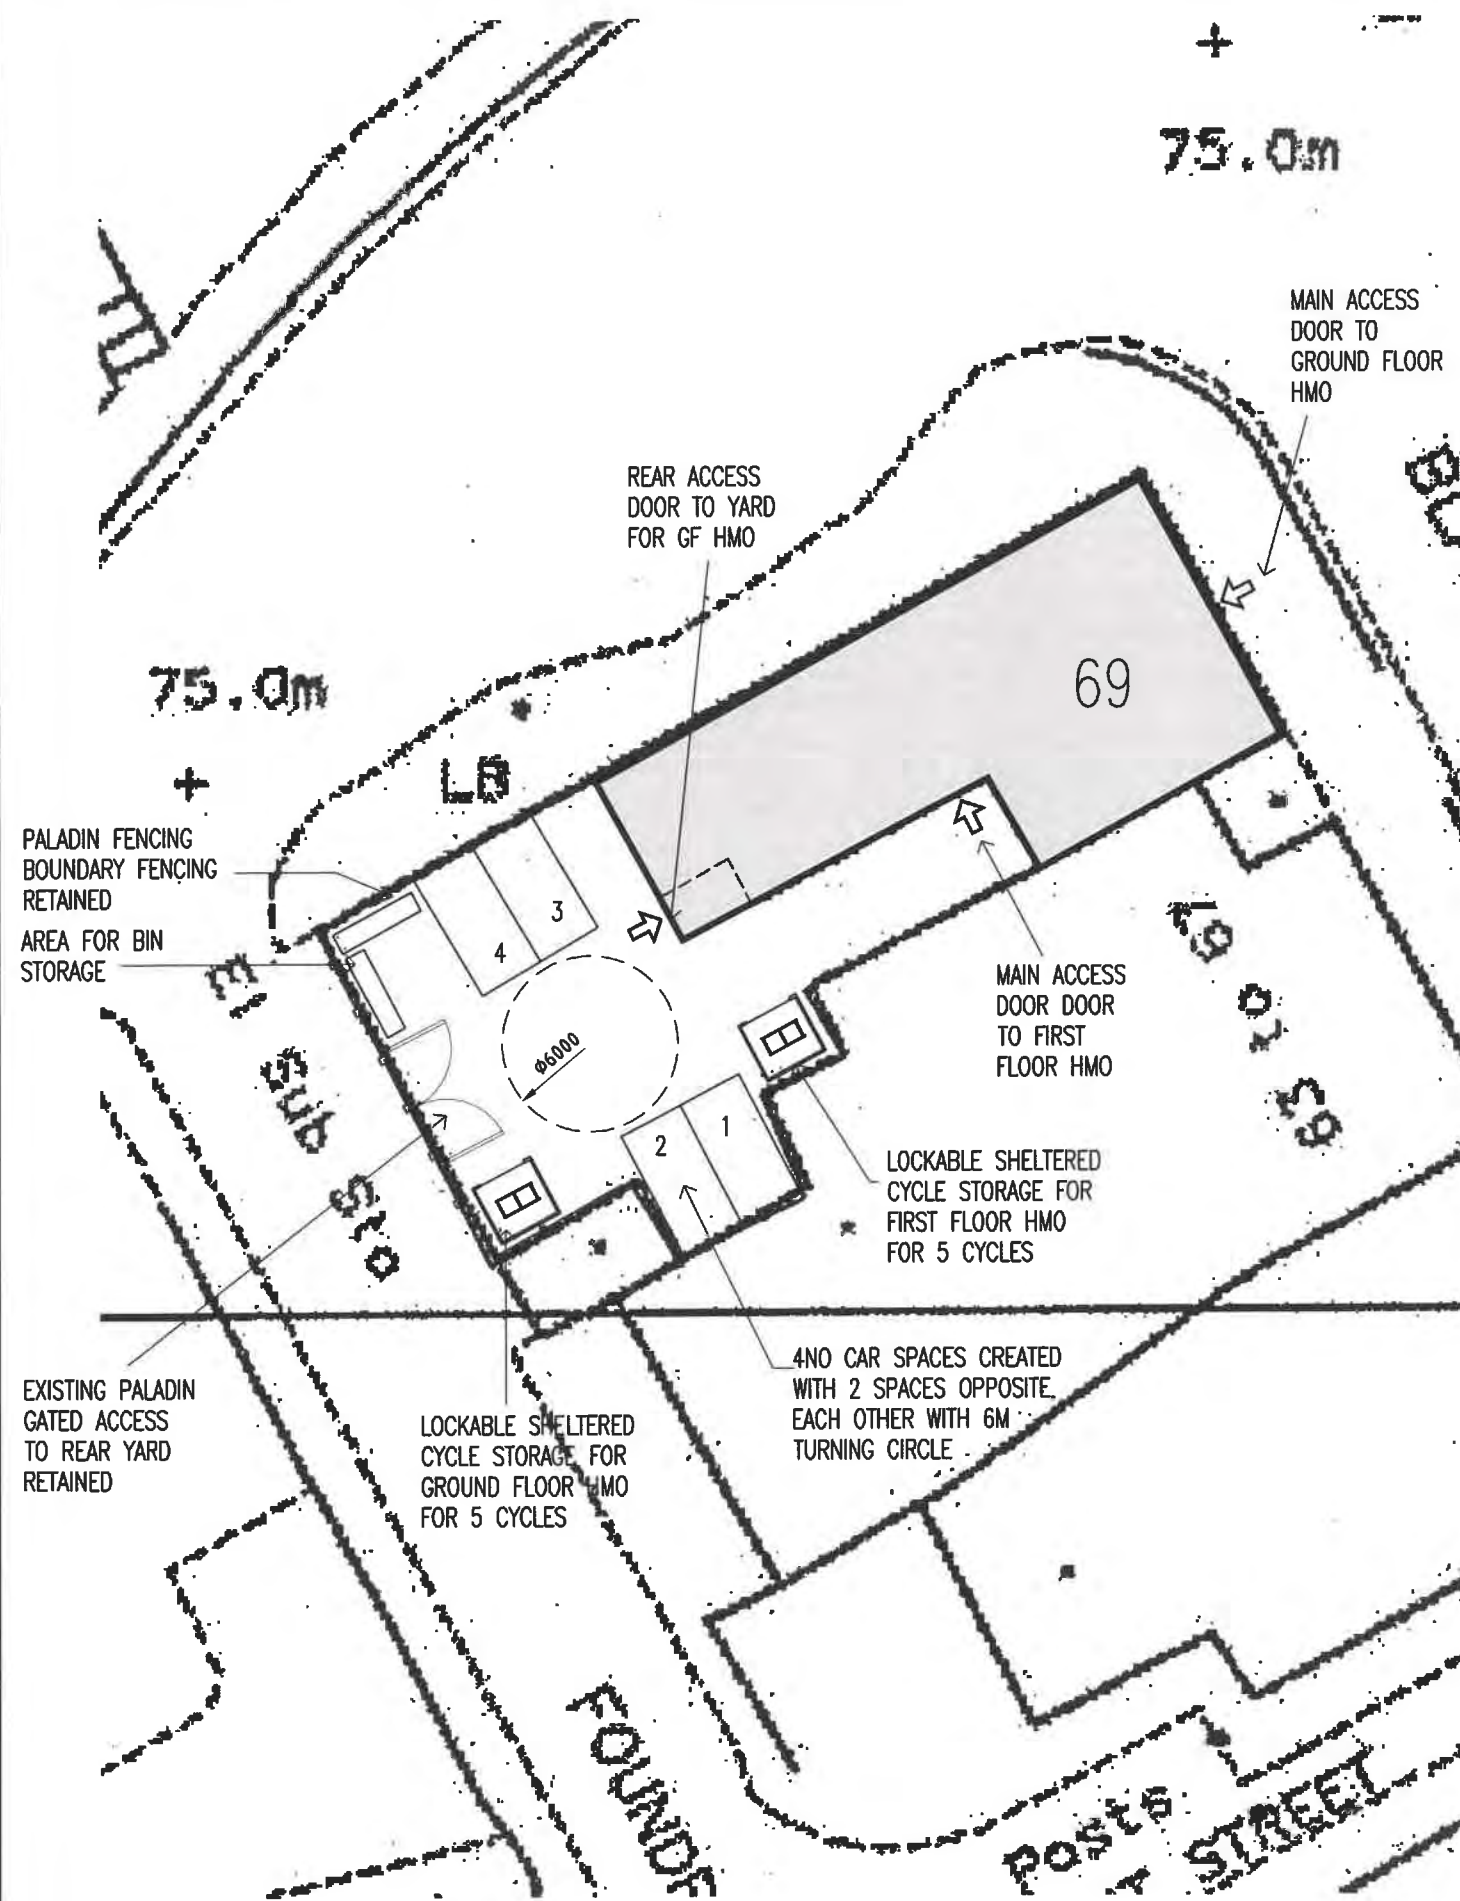 75.0m
MAIN ACCESS
DOOR TO
GROUND FLOOR
HMO
REAR ACCESS
DOOR TO YARD
FOR GF HMO
69
75.0m
LB
PALADIN FENCING
BOUNDARY FENCING
RETAINED
AREA FOR BIN
STORAGE
3
4
MAIN ACCESS
DOOR DOOR
TO FIRST
FLOOR HMO
Ø6000
El Sub Sta
1
2
LOCKABLE SHELTERED
CYCLE STORAGE FOR
FIRST FLOOR HMO
FOR 5 CYCLES
4NO CAR SPACES CREATED
WITH 2 SPACES OPPOSITE
EACH OTHER WITH 6M
TURNING CIRCLE
EXISTING PALADIN
GATED ACCESS
TO REAR YARD
RETAINED
LOCKABLE SHELTERED
CYCLE STORAGE FOR
GROUND FLOOR HMO
FOR 5 CYCLES
Posts
STREET